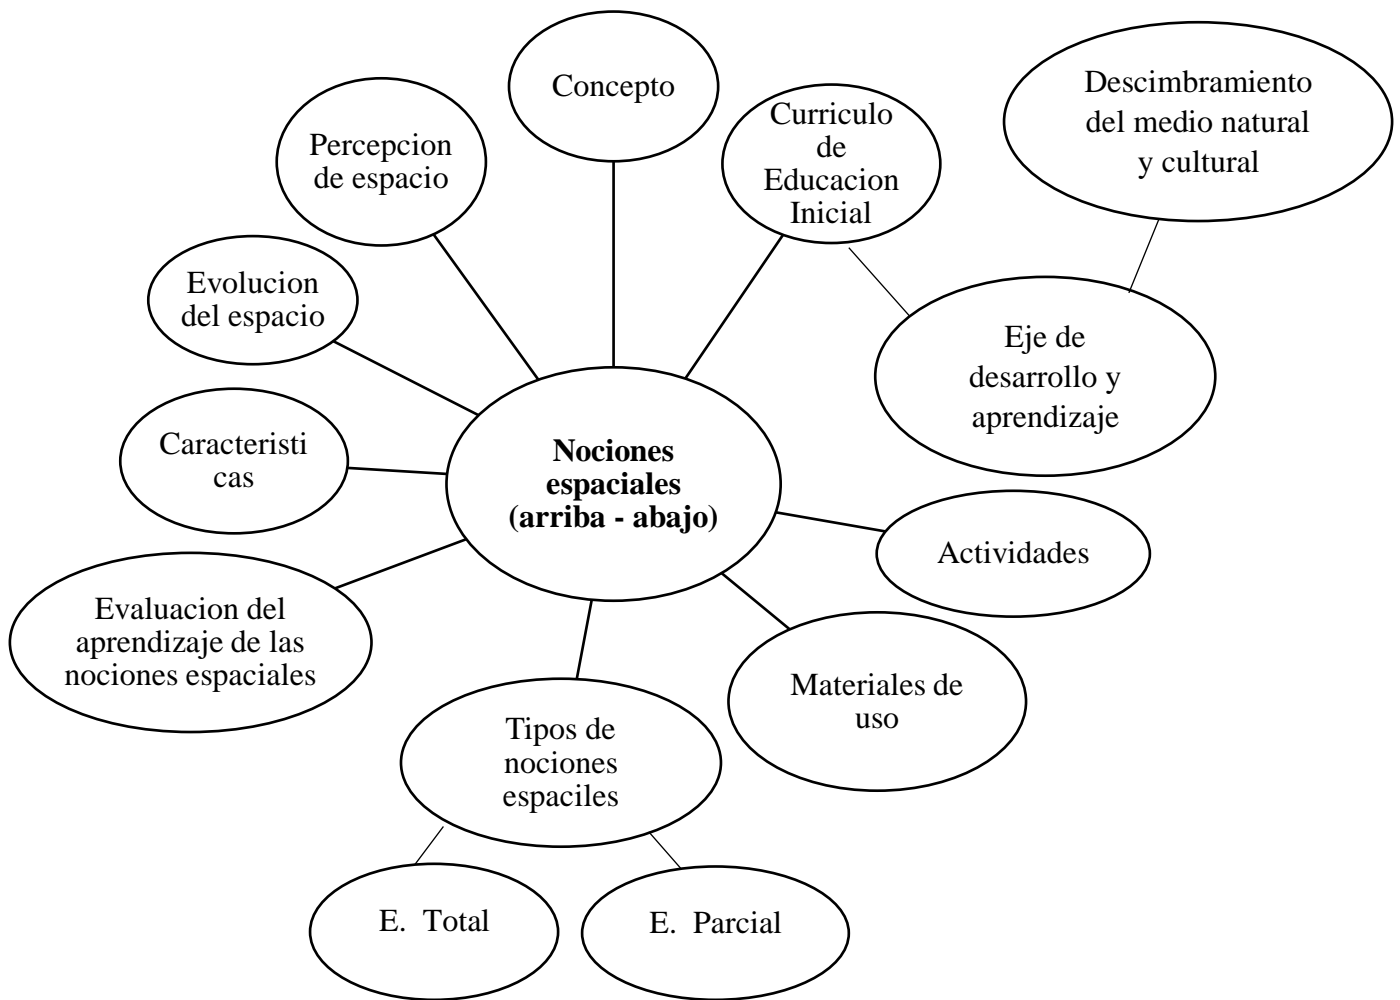 Concepto
Descimbramiento
del medio natural
y cultural
Curriculo
de
Educacion
Inicial
Percepcion
de espacio
Evolucion
del espacio
Eje de
desarrollo y
aprendizaje
Caracteristi
cas
Nociones
espaciales
(arriba - abajo)
Actividades
Evaluacion del
aprendizaje de las
nociones espaciales
Materiales de
uso
Tipos de
nociones
espaciles
E. Total
E. Parcial